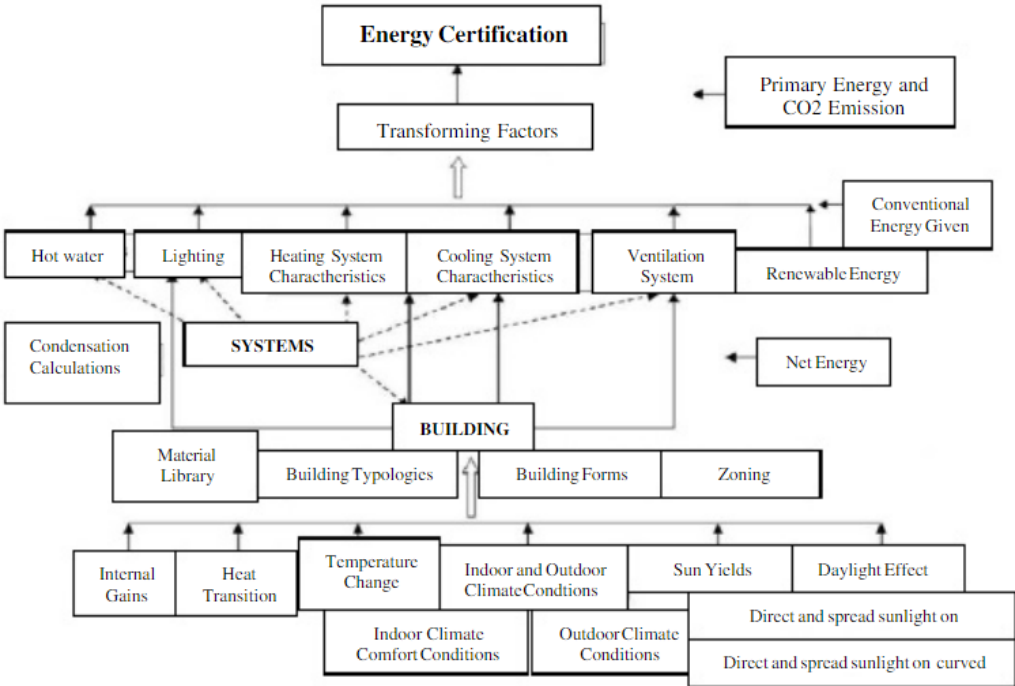 Energy Certification
Primary Energy and
CO2 Emission
Transforming Factors
Conventional
Energy Given
Hot water
Lighting
Heating System
Characteristics
Cooling System
Characteristics
Ventilation
System
Renewable Energy
Condensation
Calculations
SYSTEMS
Net Energy
BUILDING
Material
Library
Building Typologies
Building Forms
Zoning
Internal
Gains
Heat
Transition
Temperature
Change
Indoor and Outdoor
Climate Condtions
Sun Yields
Daylight Effect
Indoor Climate
Comfort Conditions
Outdoor Climate
Conditions
Direct and spread sunlight on
Direct and spread sunlight on curved